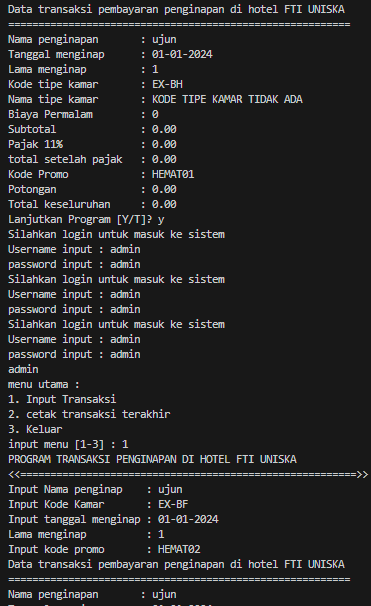 Data transaksi pembayaran penginapan di hotel FTI UNISKA
=========================================================
Nama penginapan : ujun
Tanggal menginap : 01-01-2024
Lama menginap : 1
Kode tipe kamar : EX-BH
Nama tipe kamar : KODE TIPE KAMAR TIDAK ADA
Biaya Permalam : 0
Subtotal : 0.00
Pajak 11% : 0.00
total setelah pajak : 0.00
Kode Promo : HEMAT01
Potongan : 0.00
Total keseluruhan : 0.00
Lanjutkan Program [Y/T]? y
Silahkan login untuk masuk ke sistem
Username input : admin
password input : admin
Silahkan login untuk masuk ke sistem
Username input : admin
password input : admin
Silahkan login untuk masuk ke sistem
Username input : admin
password input : admin
admin
menu utama :
1. Input Transaksi
2. cetak transaksi terakhir
3. Keluar
input menu [1-3] : 1
PROGRAM TRANSAKSI PENGINAPAN DI HOTEL FTI UNISKA
<<========================================================>>
Input Nama penginap : ujun
Input Kode Kamar : EX-BF
Input tanggal menginap : 01-01-2024
Lama menginap : 1
Input kode promo : HEMAT02
Data transaksi pembayaran penginapan di hotel FTI UNISKA
=========================================================
Nama penginapan : ujun